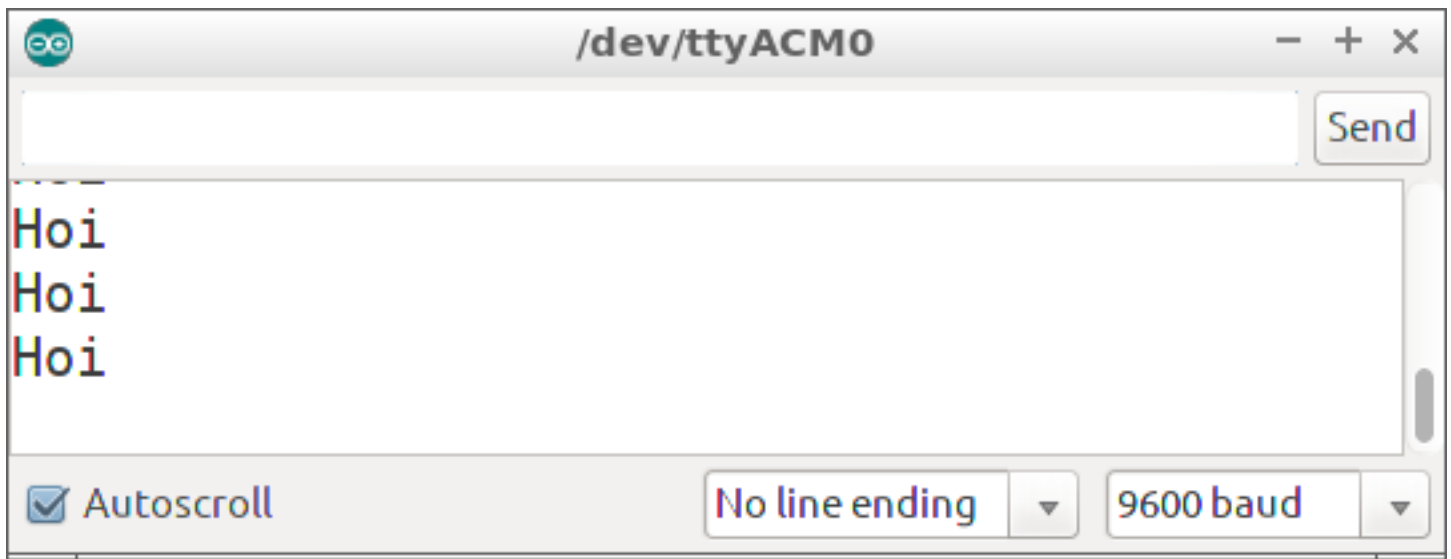 /dev/ttyACM0
Send
Hoi
Hoi
Hoi
Autoscroll
No line ending
9600 baud